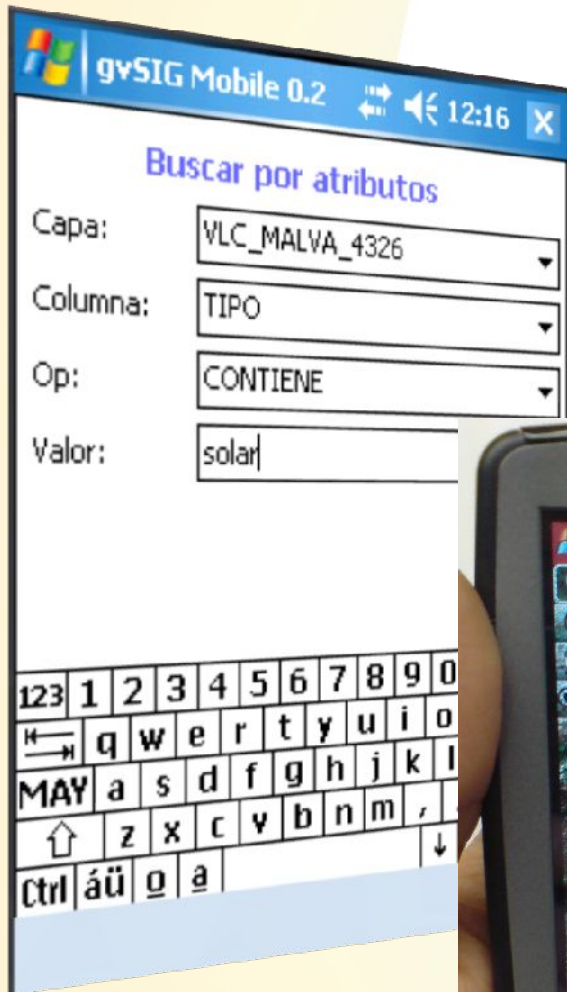 gvSIG Mobile 0.2 12:16 X
Buscar por atributos
Capa: VLC_MALVA_4326
Columna: TIPO
Op: CONTIENE
Valor: solar
123 1 2 3 4 5 6 7 8 9 0
q w e r t y u i o
MAY a s d f g h j k l
z x c v b n m ,
Ctrl áü º ª